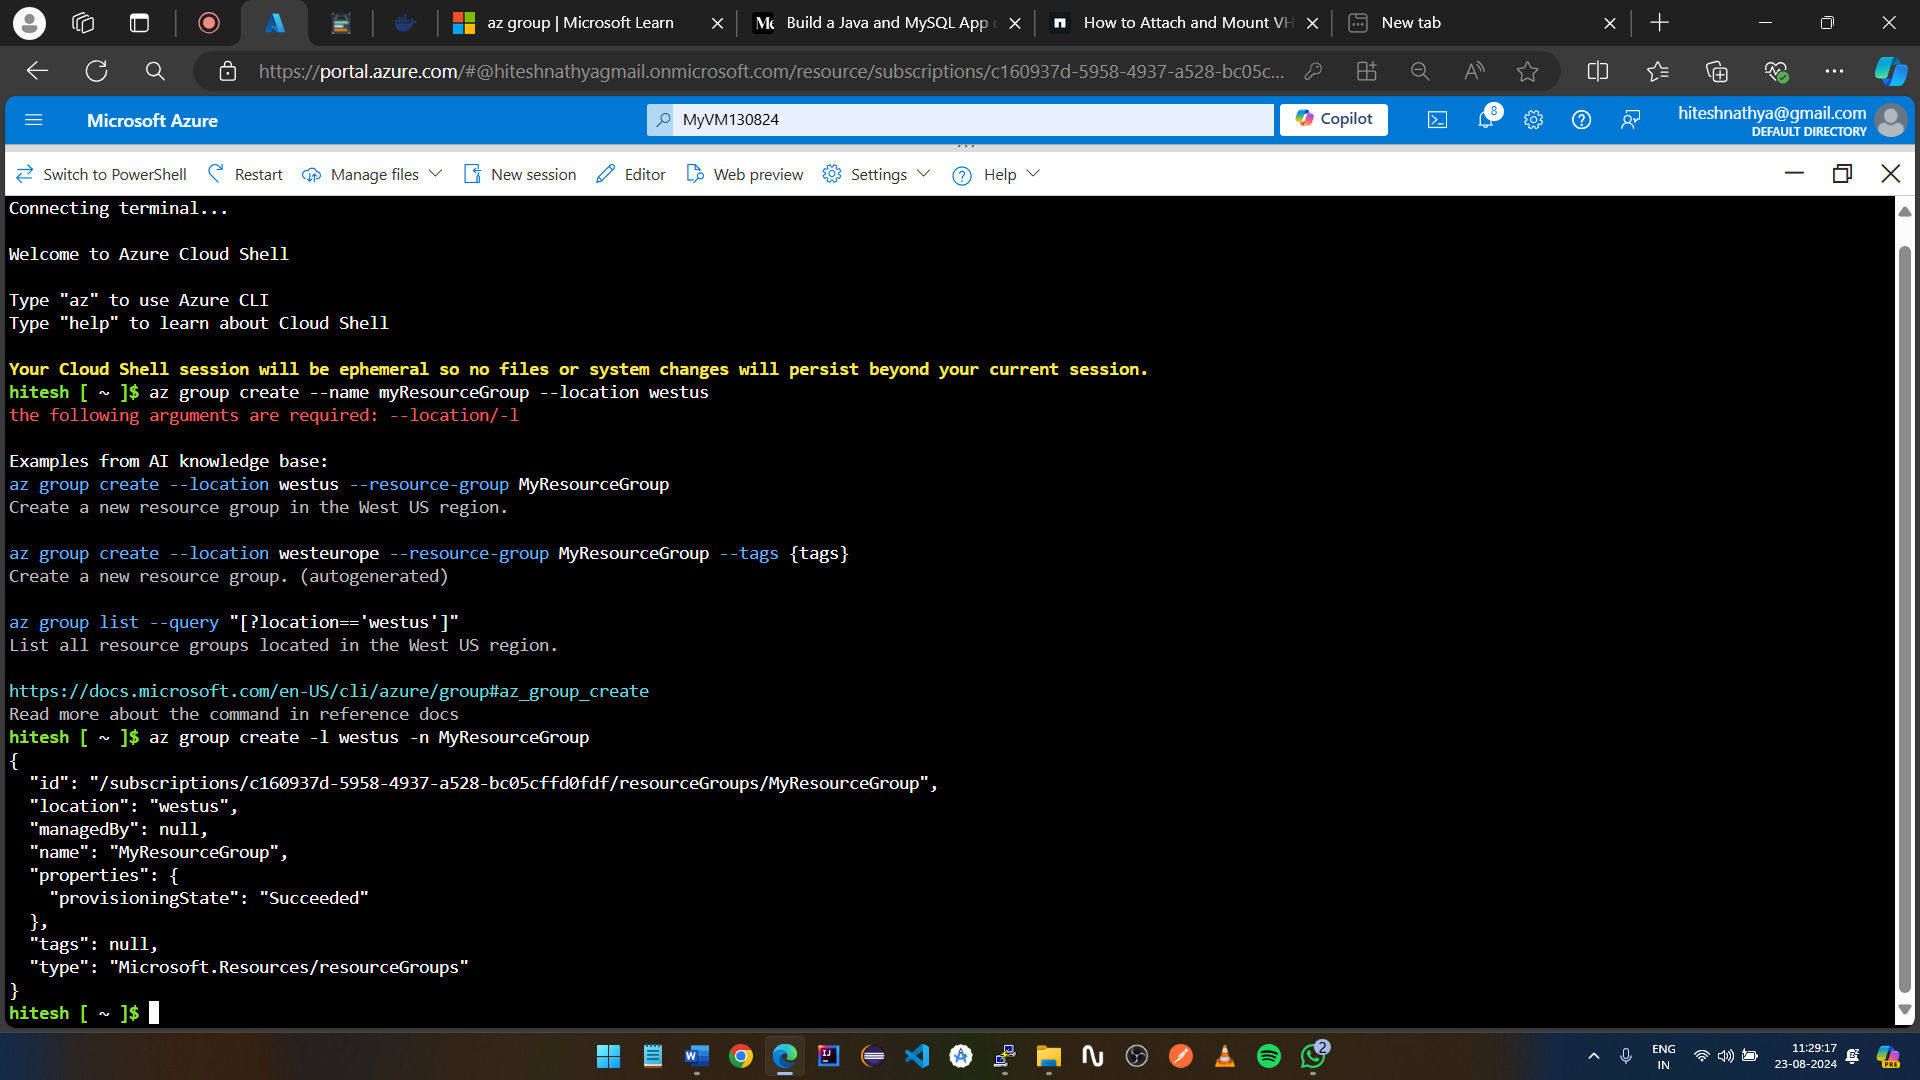 az group | Microsoft Learn
Build a Java and MySQL App
How to Attach and Mount VH
New tab
https://portal.azure.com/#@hiteshnathyagmail.onmicrosoft.com/resource/subscriptions/c160937d-5958-4937-a528-bc05c...
Microsoft Azure
MyVM130824
Copilot
8
hiteshnathya@gmail.com
DEFAULT DIRECTORY
Switch to PowerShell
Restart
Manage files
New session
Editor
Web preview
Settings
Help
Connecting terminal...
Welcome to Azure Cloud Shell
Type "az" to use Azure CLI
Type "help" to learn about Cloud Shell
Your Cloud Shell session will be ephemeral so no files or system changes will persist beyond your current session.
hitesh [ ~ ]$ az group create --name myResourceGroup --location westus
the following arguments are required: --location/-l
Examples from AI knowledge base:
az group create --location westus --resource-group MyResourceGroup
Create a new resource group in the West US region.
az group create --location westeurope --resource-group MyResourceGroup --tags {tags}
Create a new resource group. (autogenerated)
az group list --query "[?location=='westus']"
List all resource groups located in the West US region.
https://docs.microsoft.com/en-US/cli/azure/group#az_group_create
Read more about the command in reference docs
hitesh [ ~ ]$ az group create -l westus -n MyResourceGroup
{
"id": "/subscriptions/c160937d-5958-4937-a528-bc05cffd0fdf/resourceGroups/MyResourceGroup",
"location": "westus",
"managedBy": null,
"name": "MyResourceGroup",
"properties": {
"provisioningState": "Succeeded"
},
"tags": null,
"type": "Microsoft.Resources/resourceGroups"
}
hitesh [ ~ ]$
2
ENG
IN
11:29:17
23-08-2024
PRE